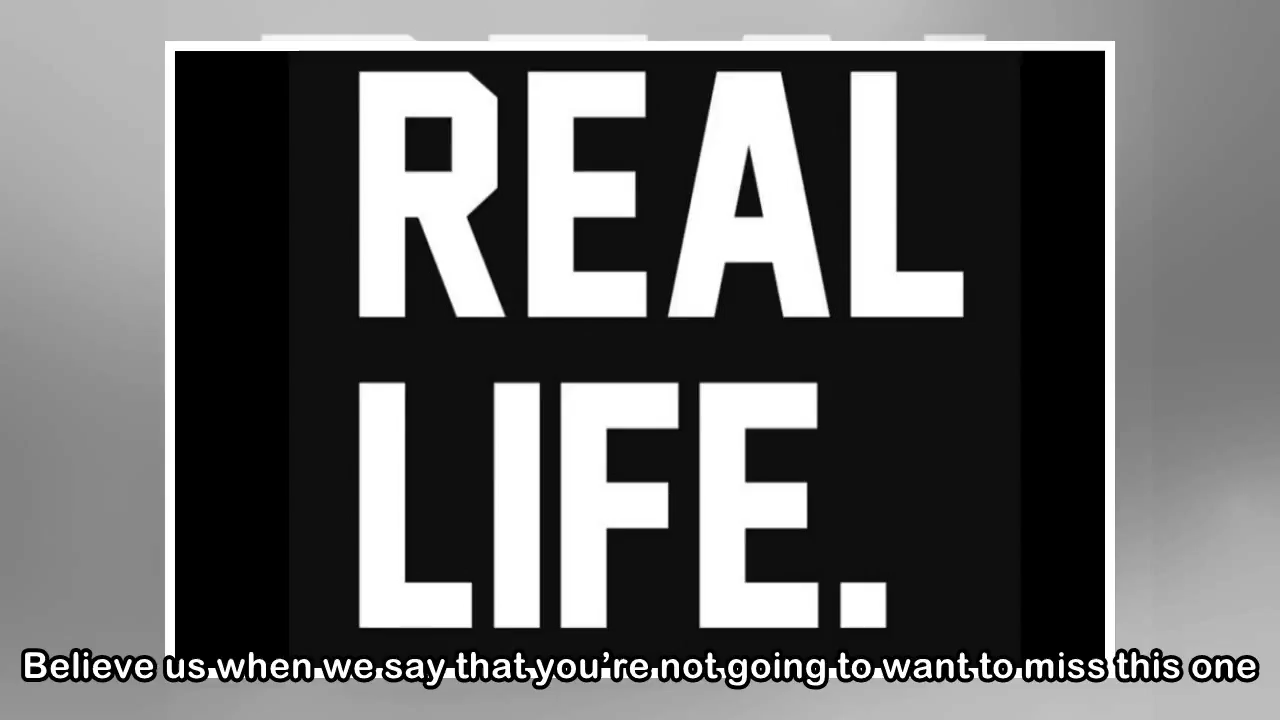 REAL
LIFE.
Believe us when we say that you’re not going to want to miss this one